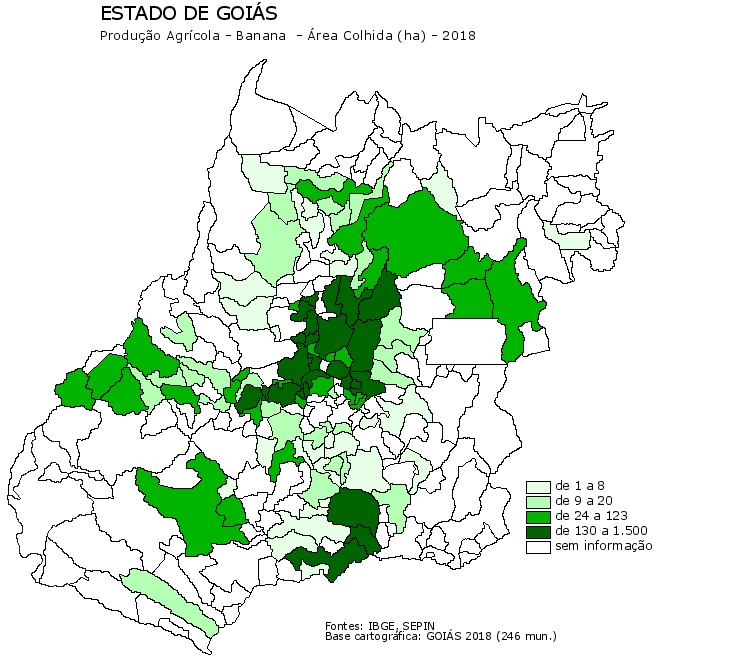 ESTADO DE GOIÁS
Produção Agrícola - Banana - Área Colhida (ha) - 2018
de 1 a 8
de 9 a 20
de 24 a 123
de 130 a 1.500
sem informação
Fontes: IBGE, SEPIN
Base cartográfica: GOIÁS 2018 (246 mun.)